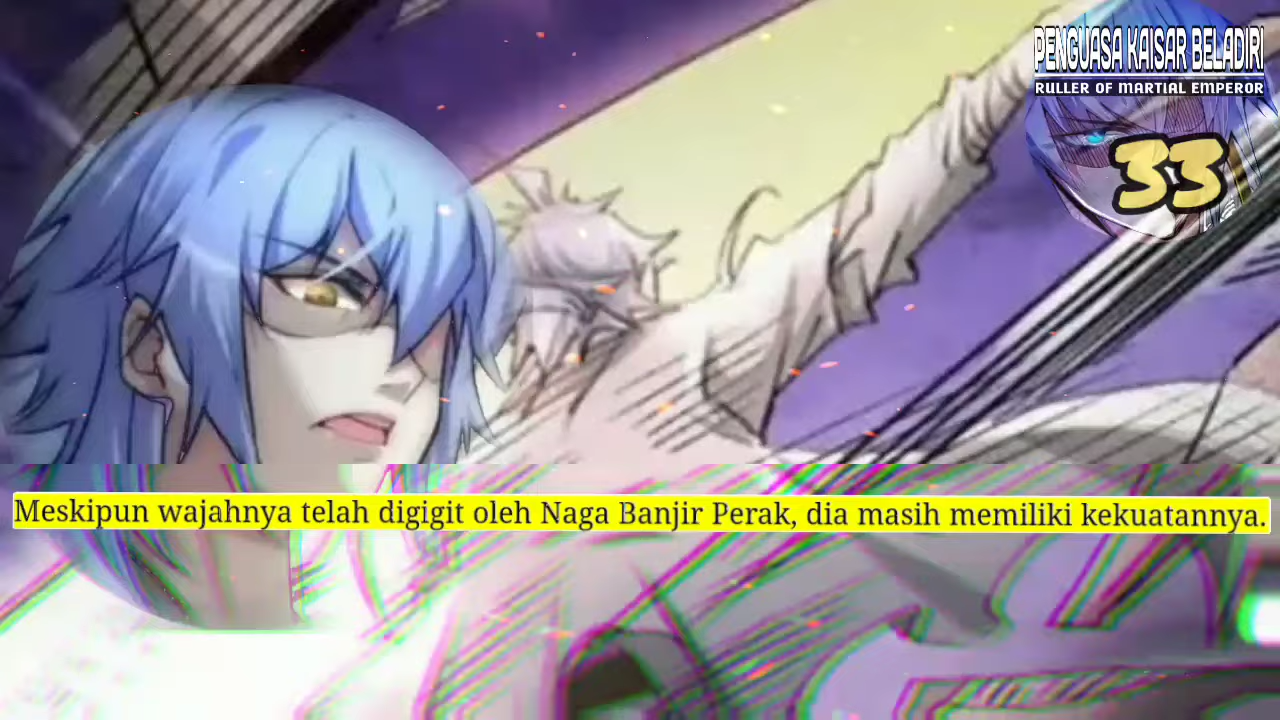 PENGUASA KAISAR BELADIRI
RULLER OF MARTIAL EMPEROR
33
Meskipun wajahnya telah digigit oleh Naga Banjir Perak, dia masih memiliki kekuatannya.